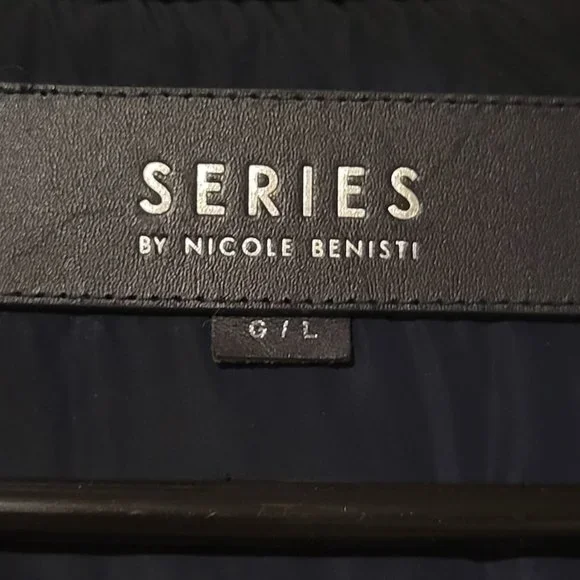 SERIES
BY NICOLE BENISTI
G / L